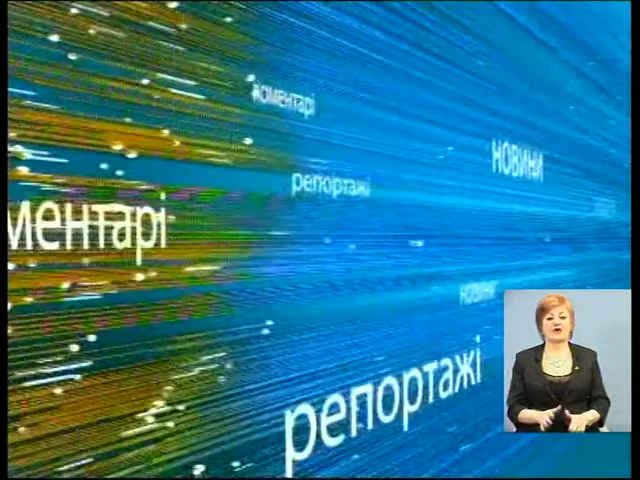 коментарі
новини
репортажі
ментарі
новини
репортажі